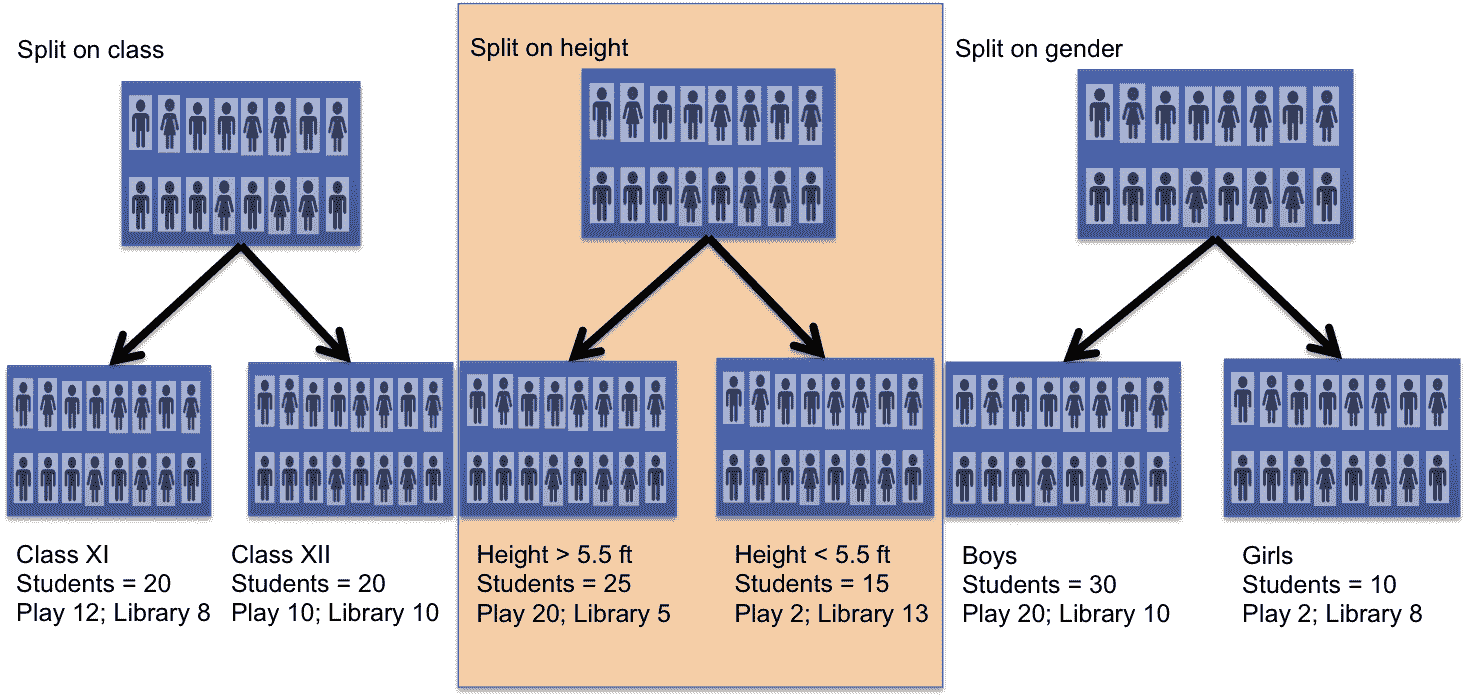 Split on class
Split on height
Split on gender
Class XI
Students = 20
Play 12; Library 8
Class XII
Students = 20
Play 10; Library 10
Height > 5.5 ft
Students = 25
Play 20; Library 5
Height < 5.5 ft
Students = 15
Play 2; Library 13
Boys
Students = 30
Play 20; Library 10
Girls
Students = 10
Play 2; Library 8